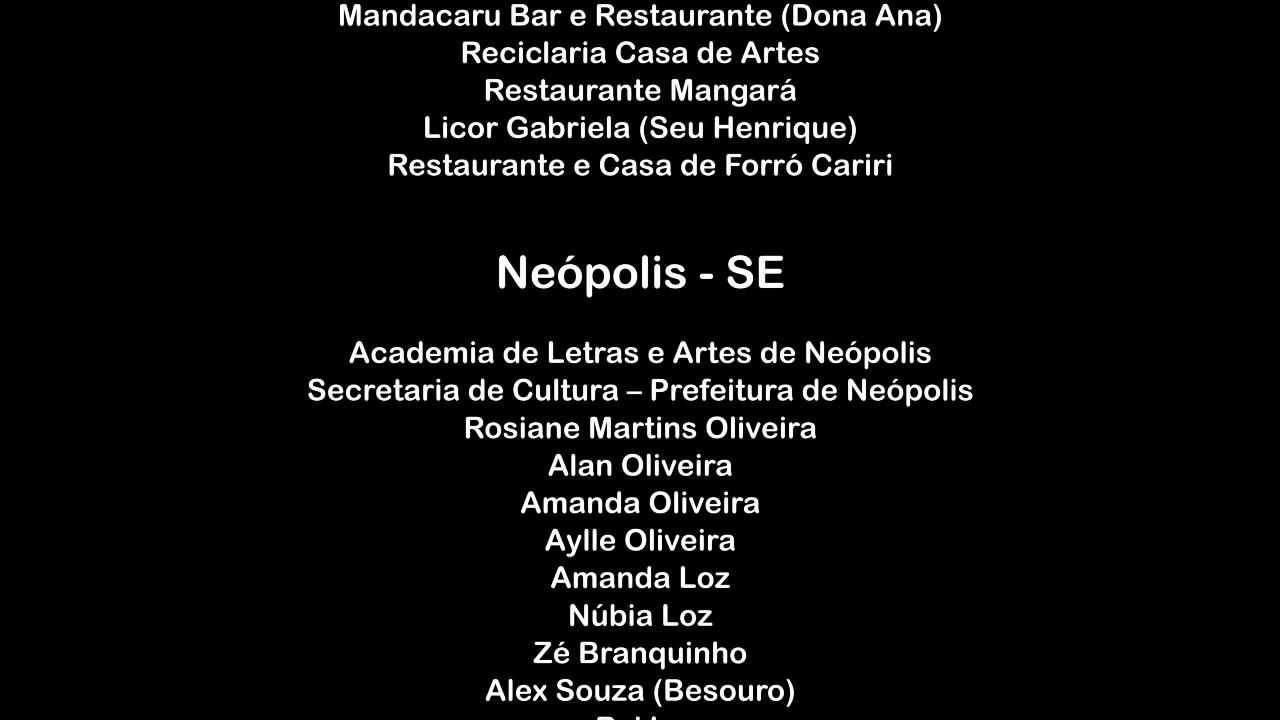 Mandacaru Bar e Restaurante (Dona Ana)
Reciclaria Casa de Artes
Restaurante Mangará
Licor Gabriela (Seu Henrique)
Restaurante e Casa de Forró Cariri
Neópolis - SE
Academia de Letras e Artes de Neópolis
Secretaria de Cultura – Prefeitura de Neópolis
Rosiane Martins Oliveira
Alan Oliveira
Amanda Oliveira
Aylle Oliveira
Amanda Loz
Núbia Loz
Zé Branquinho
Alex Souza (Besouro)